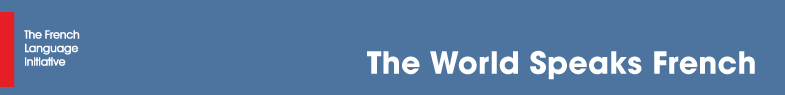 The French
Language
Initiative
The World Speaks French